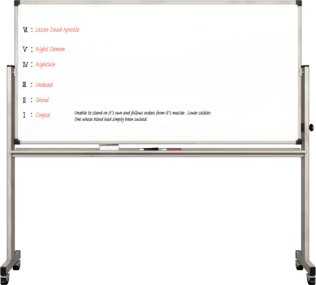 VI : Lesser Dead Apostle
V : Night Demon
IV : Nightkin
III : Undead
II : Ghoul
I : Corpse
Unable to stand on it's own and follows orders from it's master. Lower soldier.
One whose blood had simply been sucked.